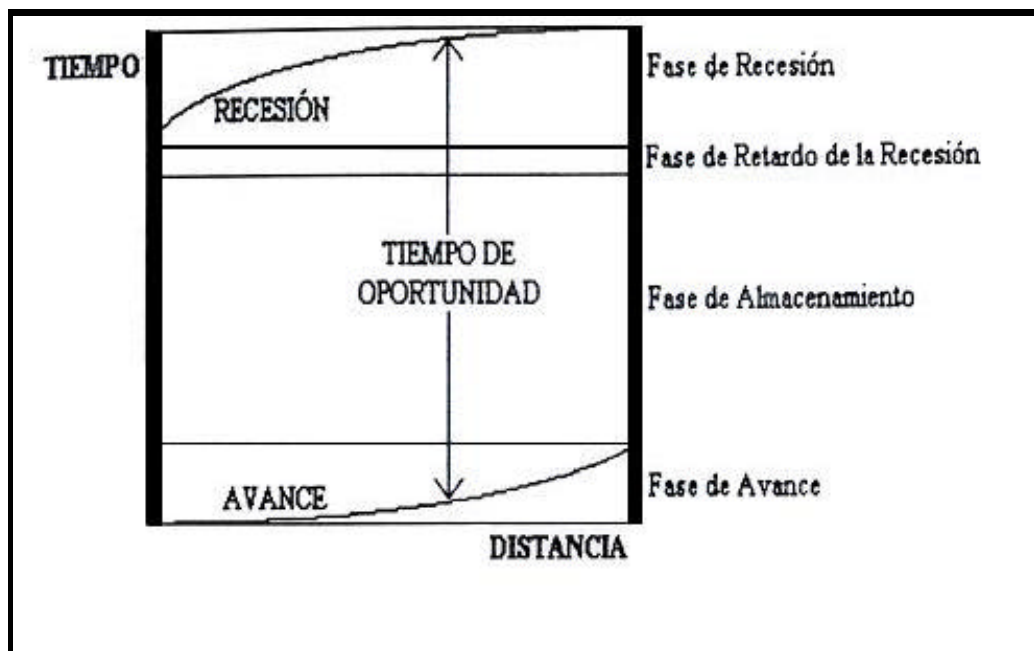 TIEMPO
Fase de Recesión
RECESIÓN
Fase de Retardo de la Recesión
TIEMPO DE
OPORTUNIDAD
Fase de Almacenamiento
AVANCE
Fase de Avance
DISTANCIA